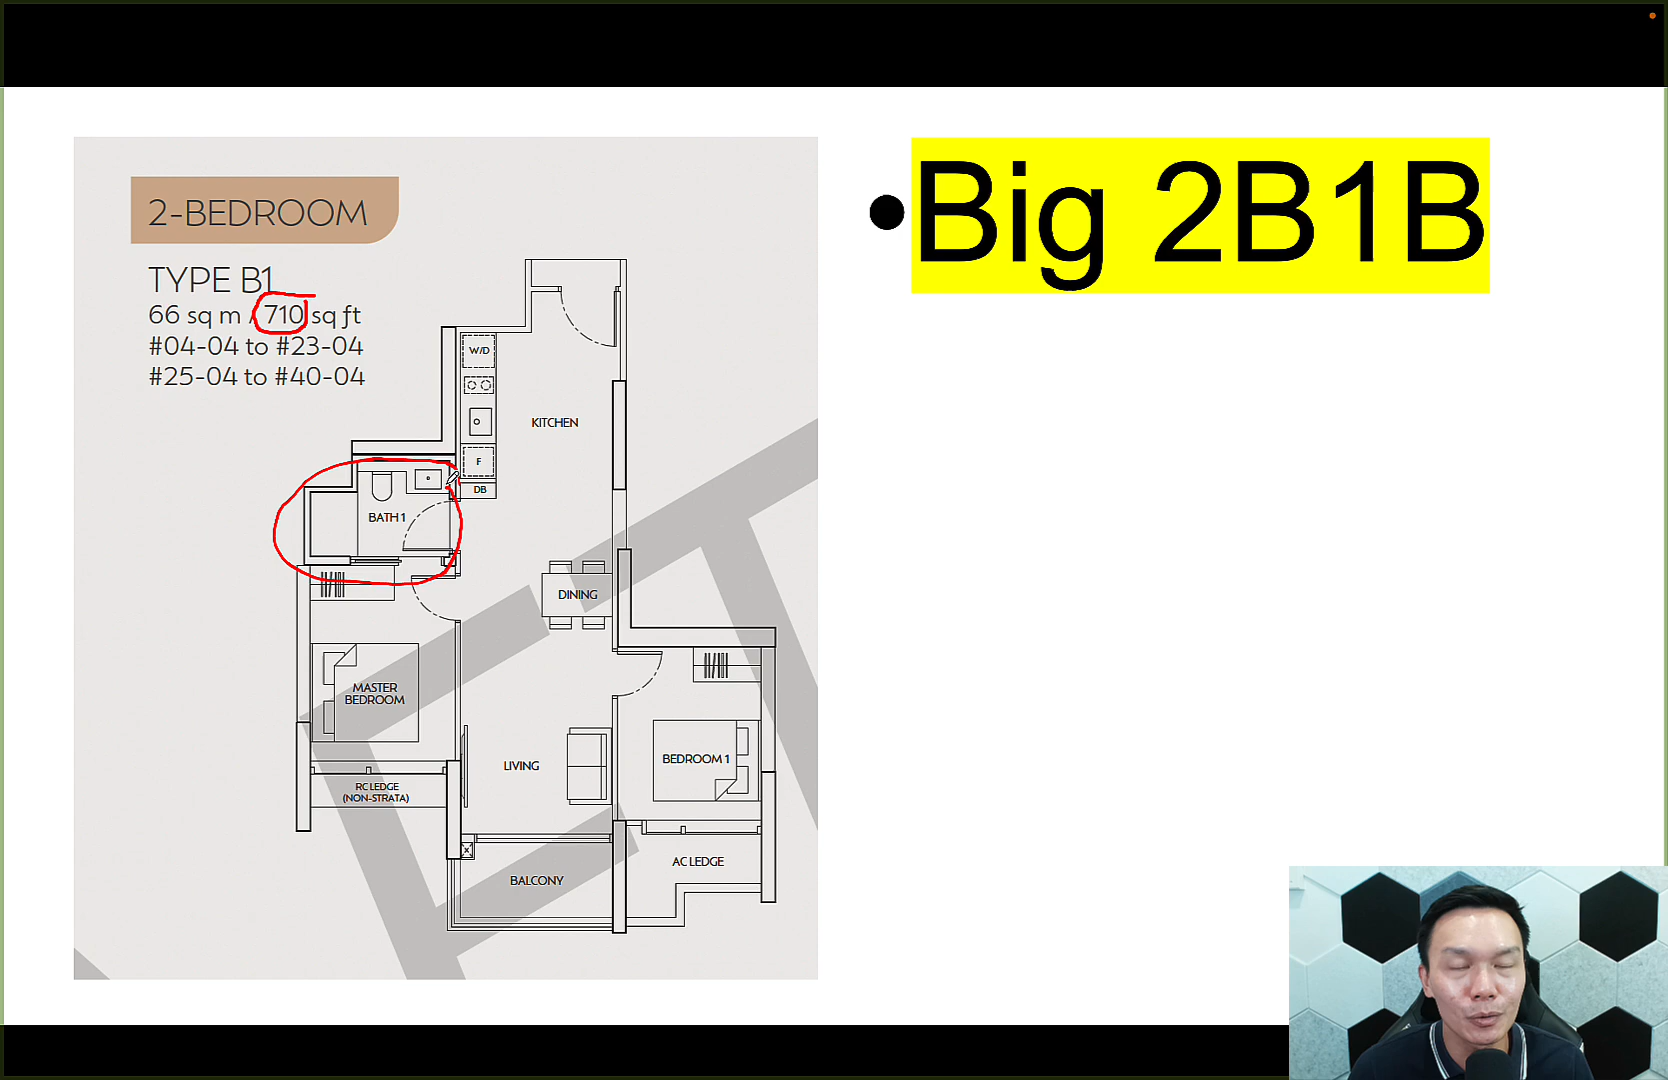 2-BEDROOM
TYPE B1
66 sq m / 710 sq ft
#04-04 to #23-04
#25-04 to #40-04
•Big 2B1B
W/D
KITCHEN
F
DB
BATH 1
DINING
MASTER
BEDROOM
BEDROOM 1
LIVING
RC LEDGE
(NON-STRATA)
AC LEDGE
BALCONY